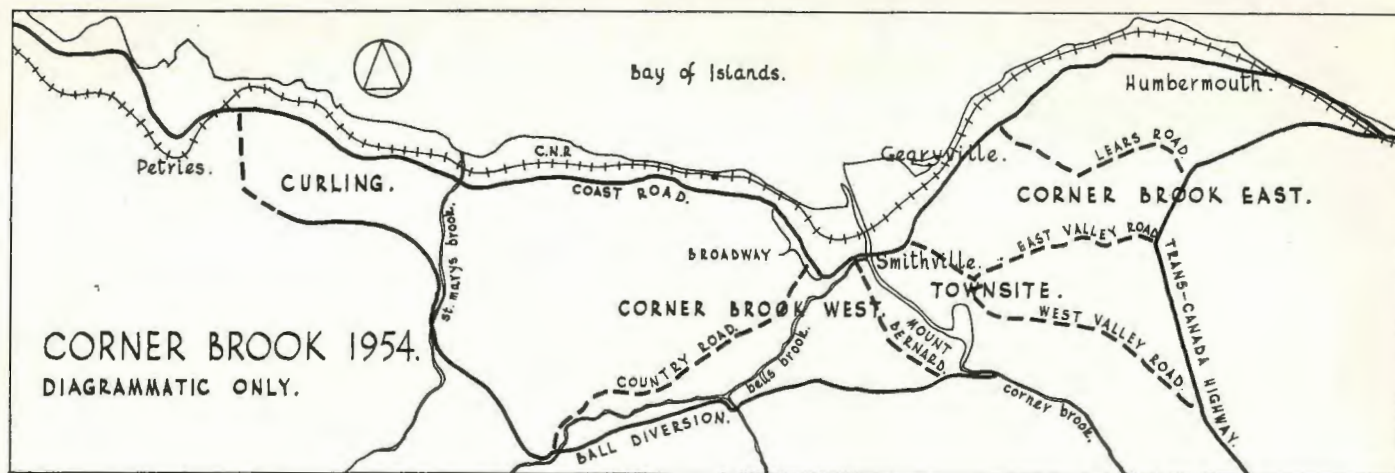 Bay of Islands.
Humbermouth.
Petries.
CURLING.
C.N.R
COAST ROAD.
Gearyville.
LEARS ROAD
CORNER BROOK EAST.
st. marys brook.
BROADWAY
Smithville.
EAST VALLEY ROAD
TOWNSITE.
CORNER BROOK WEST.
MOUNT
BERNARD.
WEST VALLEY ROAD.
TRANS-CANADA HIGHWAY.
COUNTRY ROAD.
bells brook.
corner brook.
BALL DIVERSION.
CORNER BROOK 1954.
DIAGRAMMATIC ONLY.